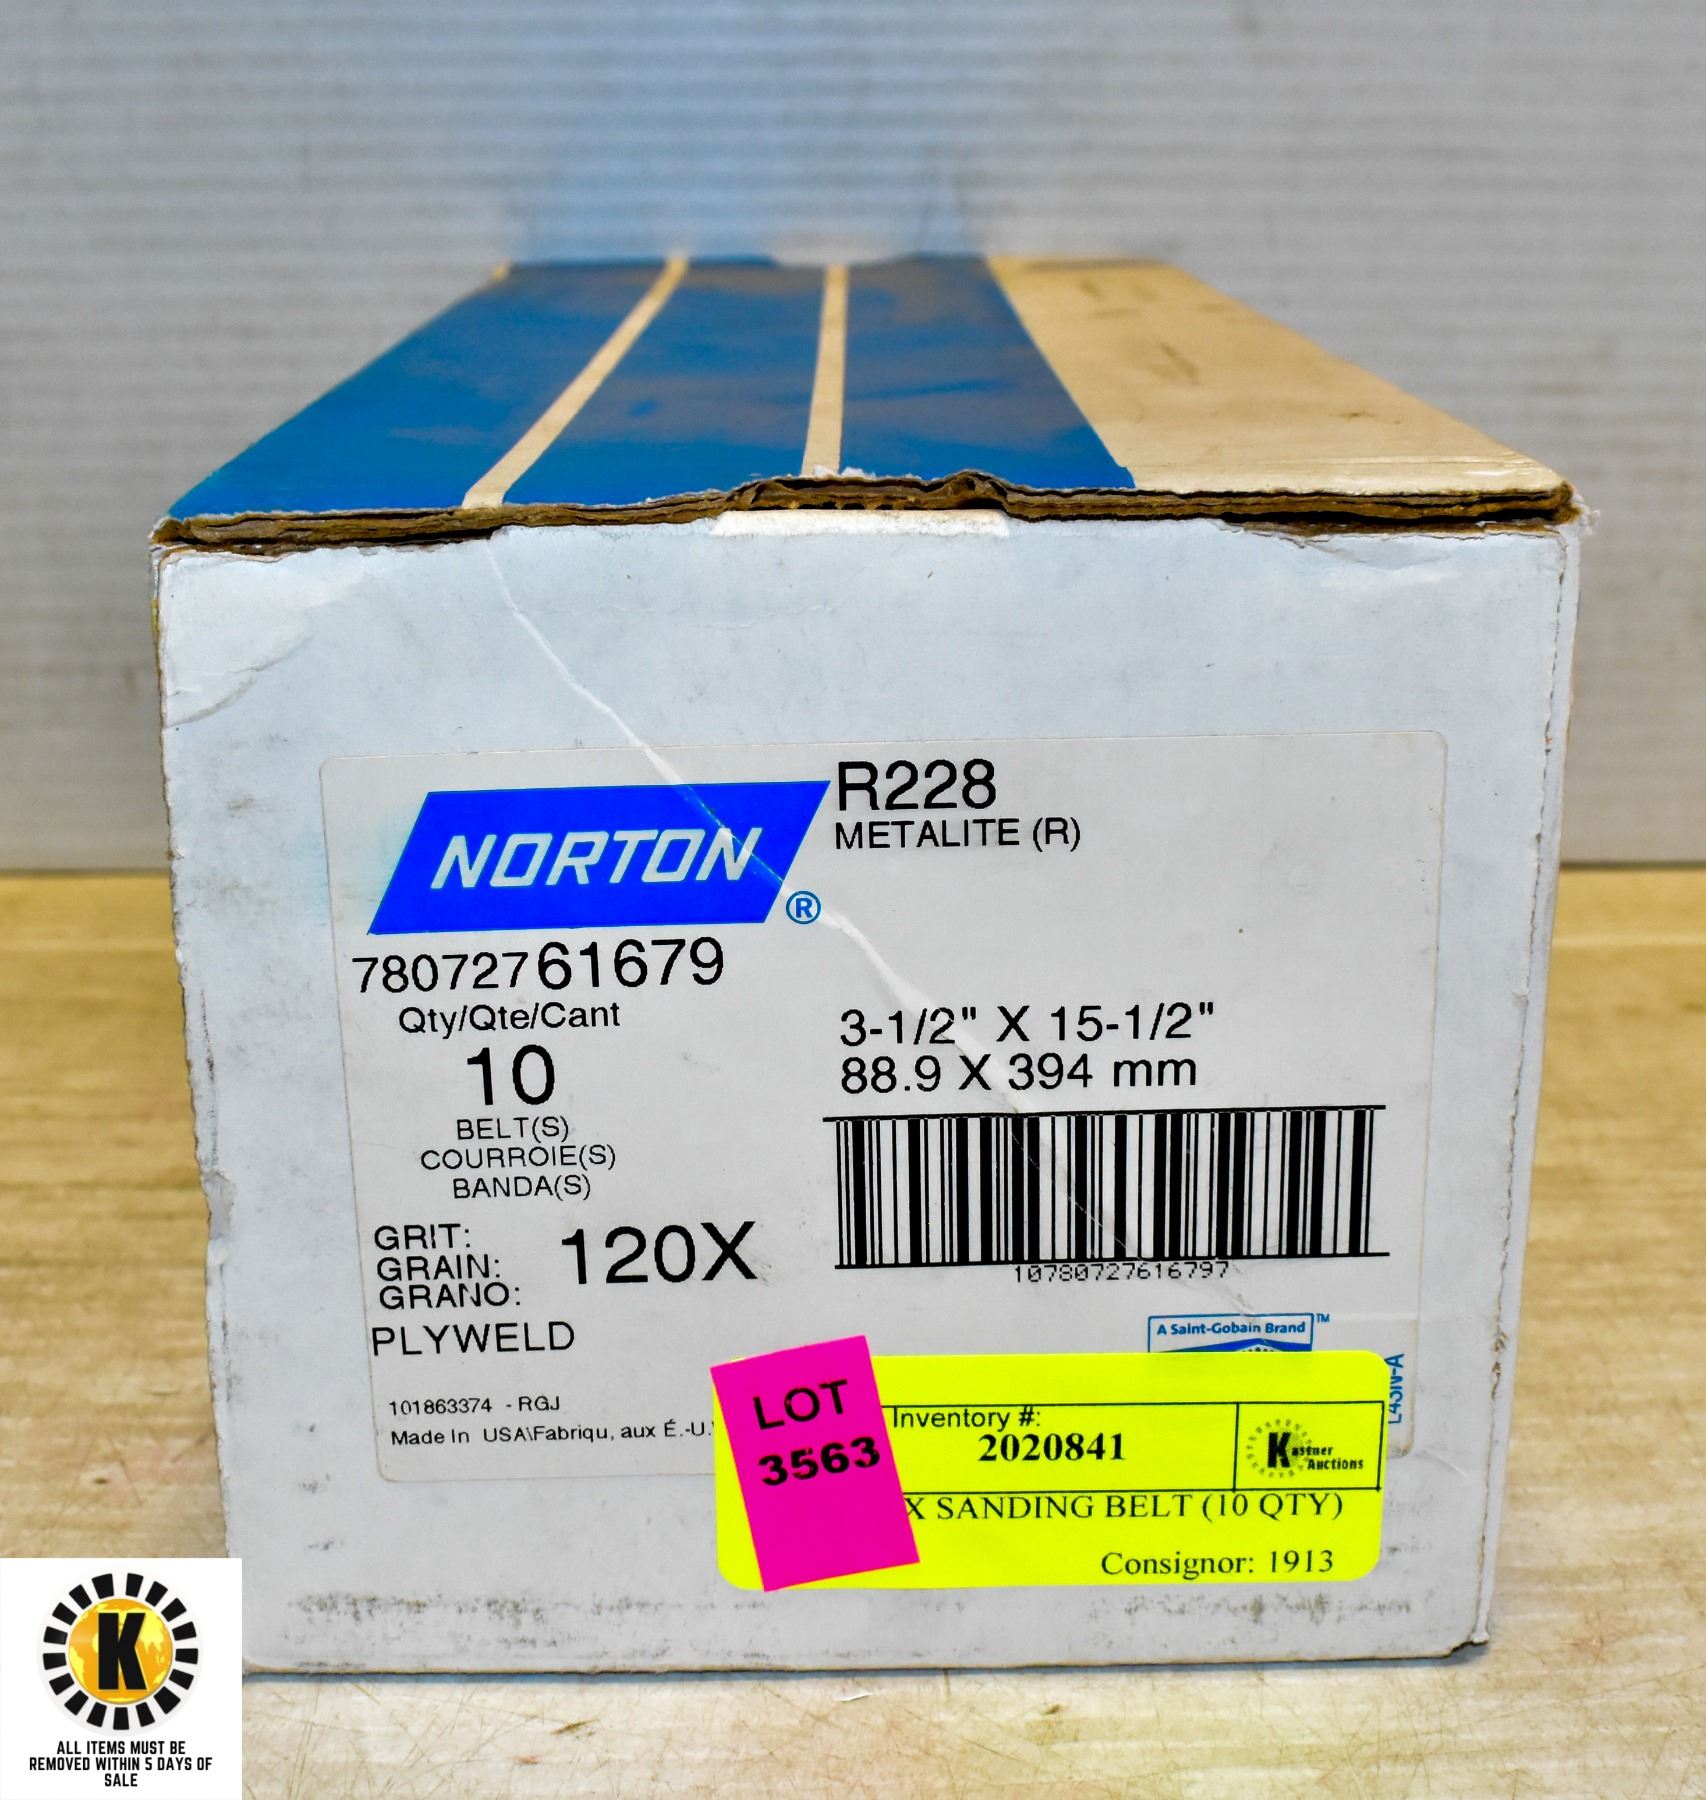 NORTON
®
R228
METALITE (R)
78072761679
Qty/Qte/Cant
10
BELT(S)
COURROIE(S)
BANDA(S)
3-1/2" X 15-1/2"
88.9 X 394 mm
10780727616797
GRIT:
GRAIN:
GRANO:
120X
PLYWELD
101863374 - RGJ
Made In USA\Fabriqu, aux É.-U.
A Saint-Gobain Brand
TM
L43N-A
LOT
3563
Inventory #:
2020841
Kastner
Auctions
X SANDING BELT (10 QTY)
Consignor: 1913
K
ALL ITEMS MUST BE
REMOVED WITHIN 5 DAYS OF
SALE